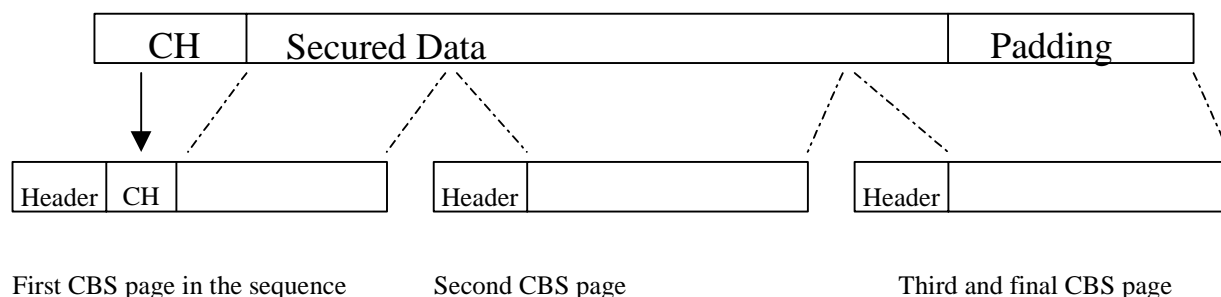 CH Secured Data Padding
Header CH Header Header
First CBS page in the sequence Second CBS page Third and final CBS page